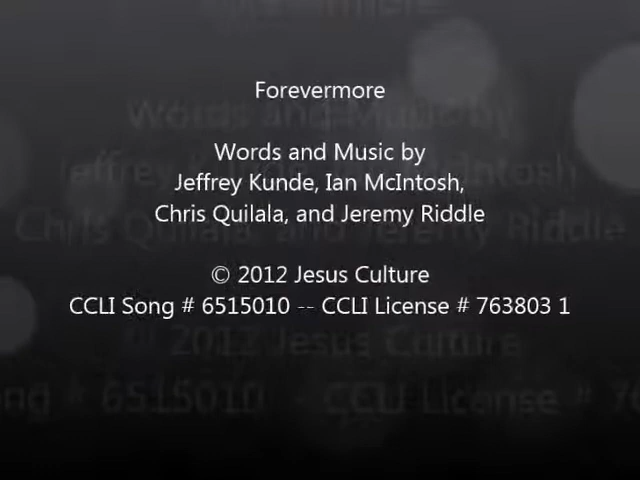 Forevermore
Words and Music by
Jeffrey Kunde, Ian McIntosh,
Chris Quilala, and Jeremy Riddle
© 2012 Jesus Culture
CCLI Song # 6515010 -- CCLI License # 763803 1